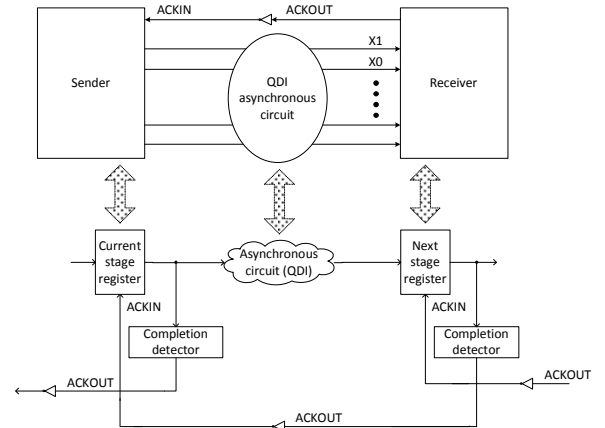 ACKIN
ACKOUT
X1
X0
Sender
QDI
asynchronous
circuit
Receiver
Current
stage
register
Asynchronous
circuit (QDI)
Next
stage
register
ACKIN
ACKIN
Completion
detector
Completion
detector
ACKOUT
ACKOUT
ACKOUT